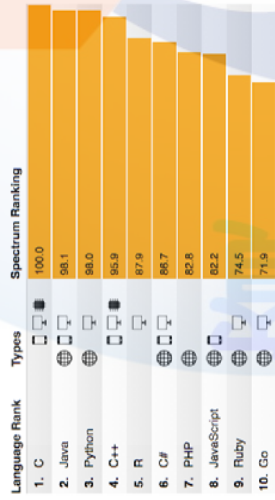 Language Rank Types Spectrum Ranking
1. C 100.0
2. Java 98.1
3. Python 98.0
4. C++ 95.9
5. R 87.9
6. C# 86.7
7. PHP 82.8
8. JavaScript 82.2
9. Ruby 74.5
10. Go 71.9